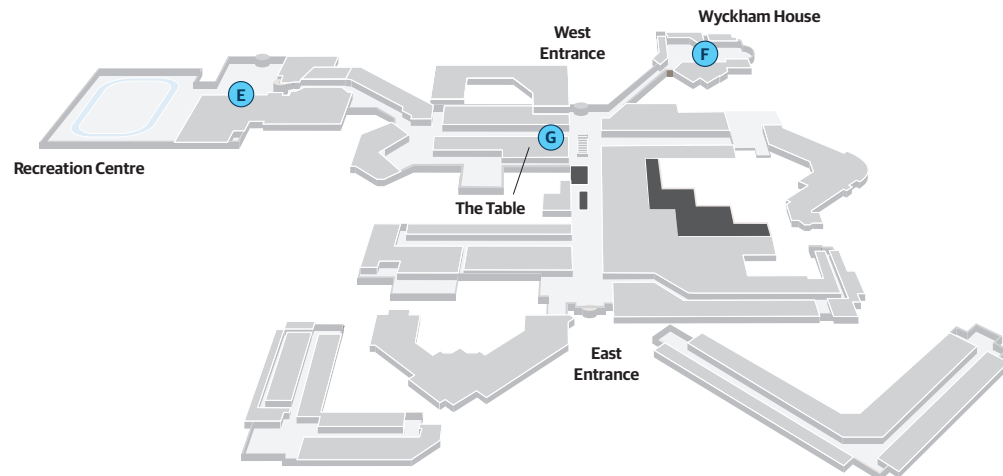 Wyckham House
West
Entrance
F
E
G
Recreation Centre
The Table
East
Entrance